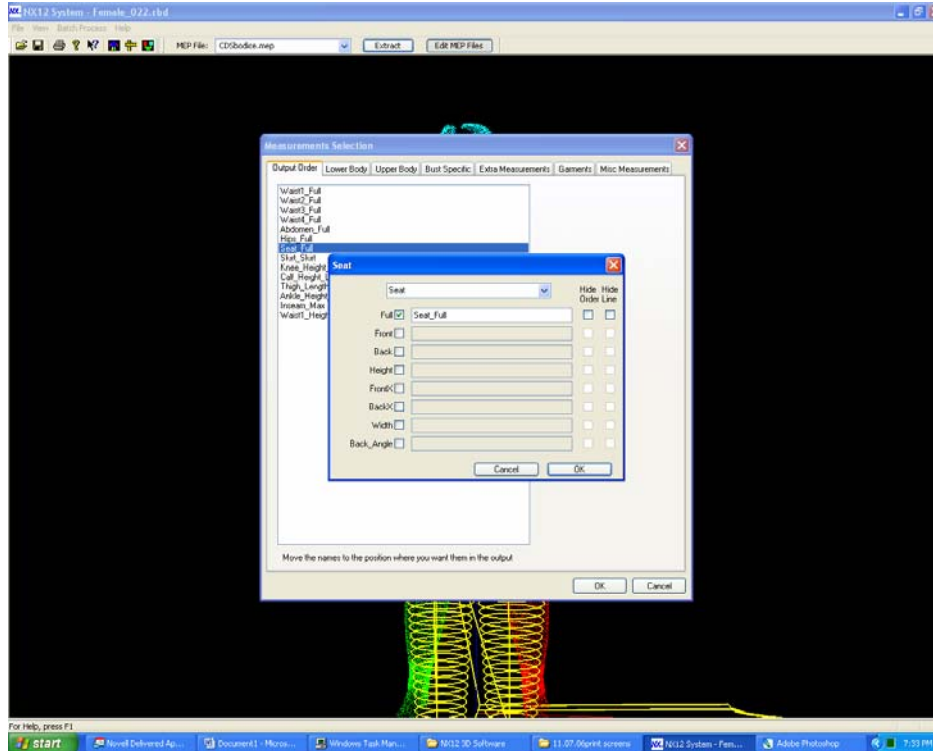 NX12 System - Female_022.rbd
File View Batch Process Help
MEP File: CDSbodice.mep Extract Edit MEP Files
Measurements Selection
Output Order Lower Body Upper Body Bust Specific Extra Measurements Garments Misc Measurements
Waist1_Full
Waist2_Full
Waist3_Full
Waist4_Full
Abdomen_Full
Hips_Full
Seat_Full
Skirt_Skirt
Knee_Height
Calf_Height_
Thigh_Length
Ankle_Height
Inseam_Max
Waist1_Heigh
Seat
Seat
Hide Hide
Order Line
Full Seat_Full
Front
Back
Height
FrontX
BackX
Width
Back_Angle
Cancel OK
Move the names to the position where you want them in the output
OK Cancel
For Help, press F1
start Novell Delivered Ap... Document1 - Micros... Windows Task Man... NX12 3D Software 11.07.06print screens NX12 System - Fem... Adobe Photoshop 7:33 PM